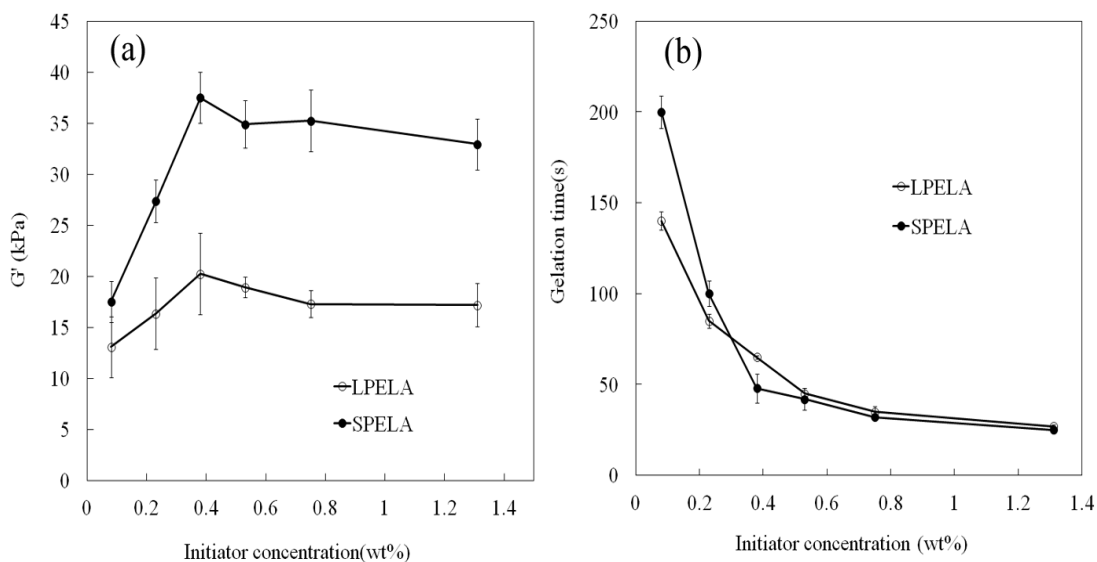 (a)
45
40
35
30
25
20
15
10
5
0
G' (kPa)
LPELA
SPELA
0 0.2 0.4 0.6 0.8 1 1.2 1.4
Initiator concentration(wt%)
(b)
250
200
150
100
50
0
Gelation time(s)
LPELA
SPELA
0 0.2 0.4 0.6 0.8 1 1.2 1.4
Initiator concentration (wt%)